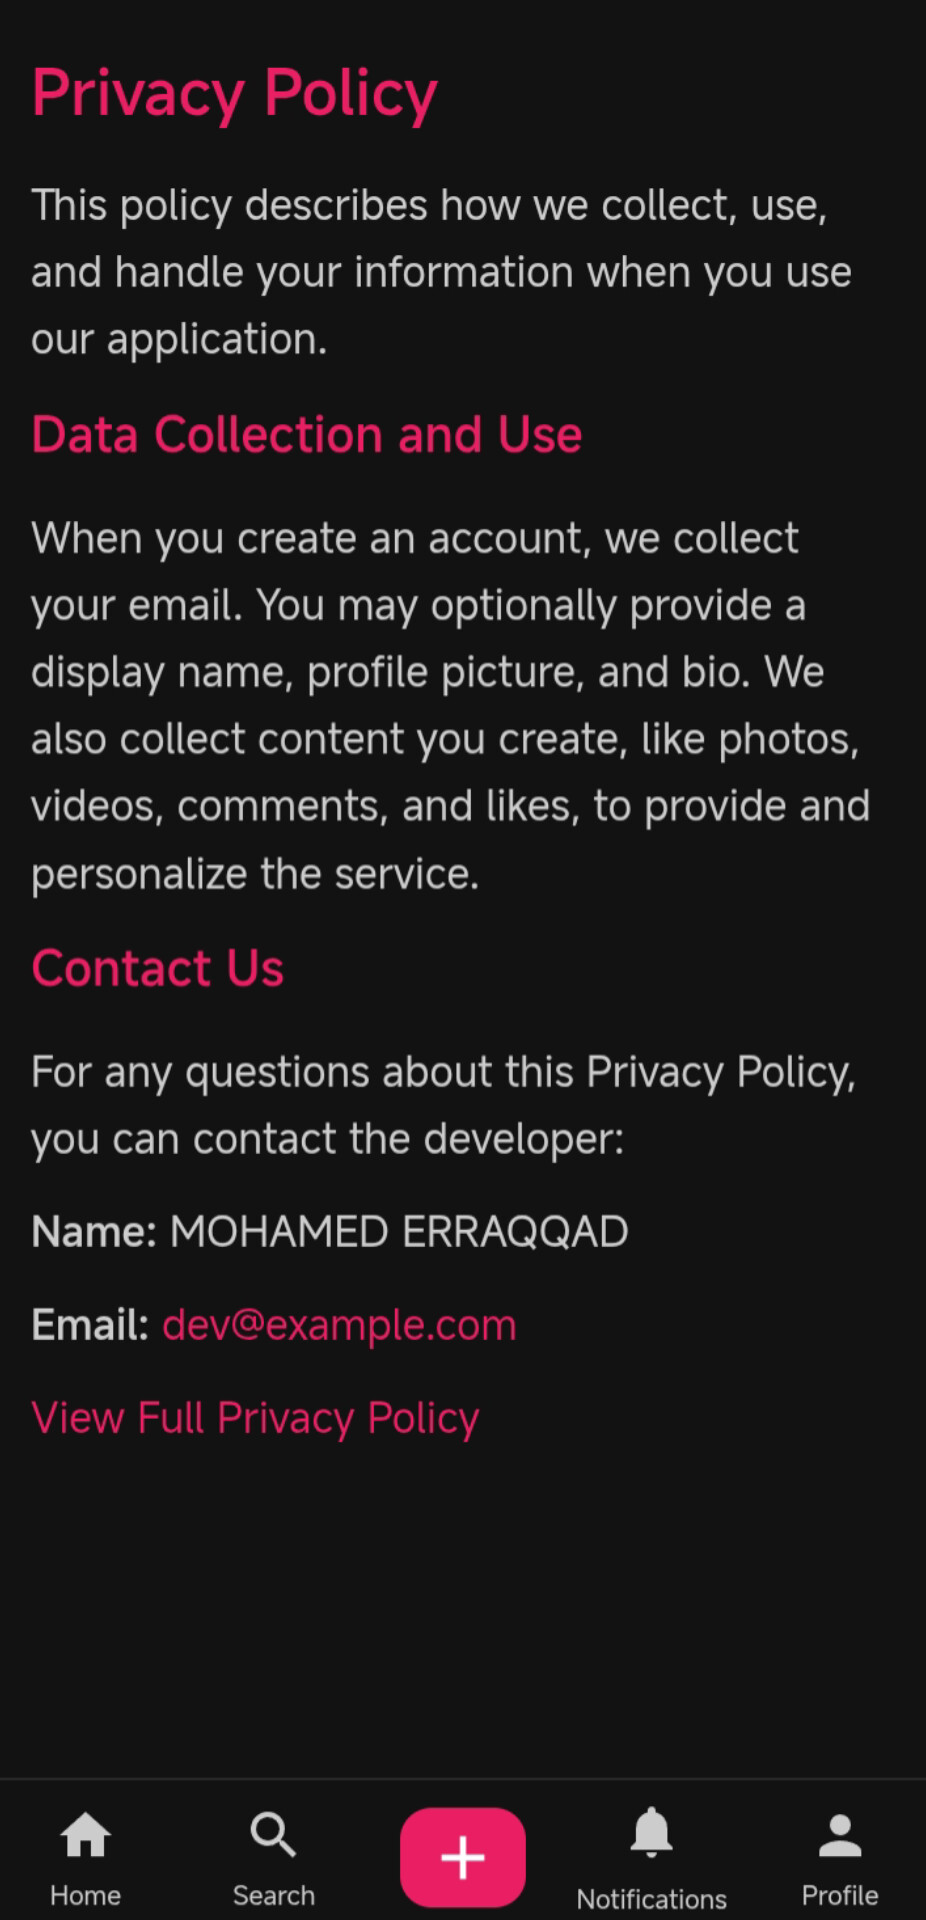 Privacy Policy
This policy describes how we collect, use,
and handle your information when you use
our application.
Data Collection and Use
When you create an account, we collect
your email. You may optionally provide a
display name, profile picture, and bio. We
also collect content you create, like photos,
videos, comments, and likes, to provide and
personalize the service.
Contact Us
For any questions about this Privacy Policy,
you can contact the developer:
Name: MOHAMED ERRAQQAD
Email: dev@example.com
View Full Privacy Policy
Home Search Notifications Profile